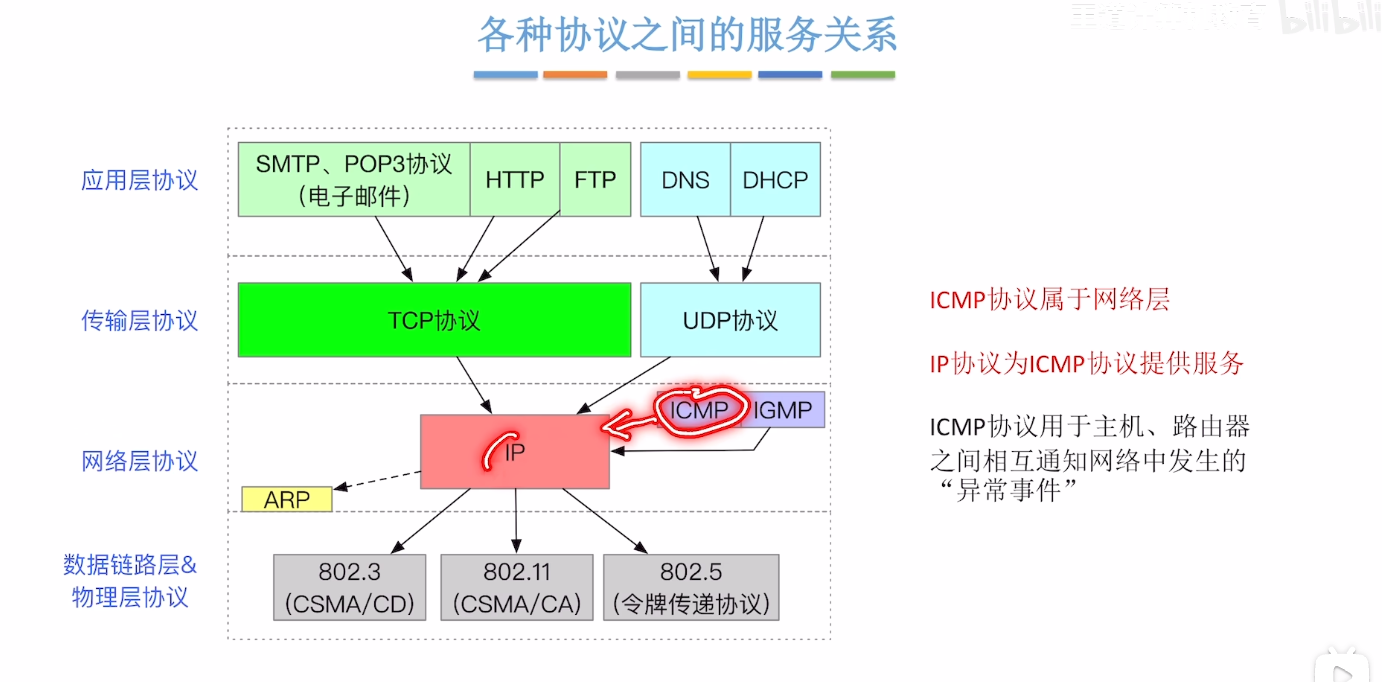 各种协议之间的服务关系
bilibili
应用层协议
SMTP、POP3协议
(电子邮件)
HTTP
FTP
DNS
DHCP
传输层协议
TCP协议
UDP协议
ICMP协议属于网络层
IP协议为ICMP协议提供服务
ICMP
IGMP
ICMP协议用于主机、路由器
之间相互通知网络中发生的
“异常事件”
网络层协议
IP
ARP
数据链路层&
物理层协议
802.3
(CSMA/CD)
802.11
(CSMA/CA)
802.5
(令牌传递协议)